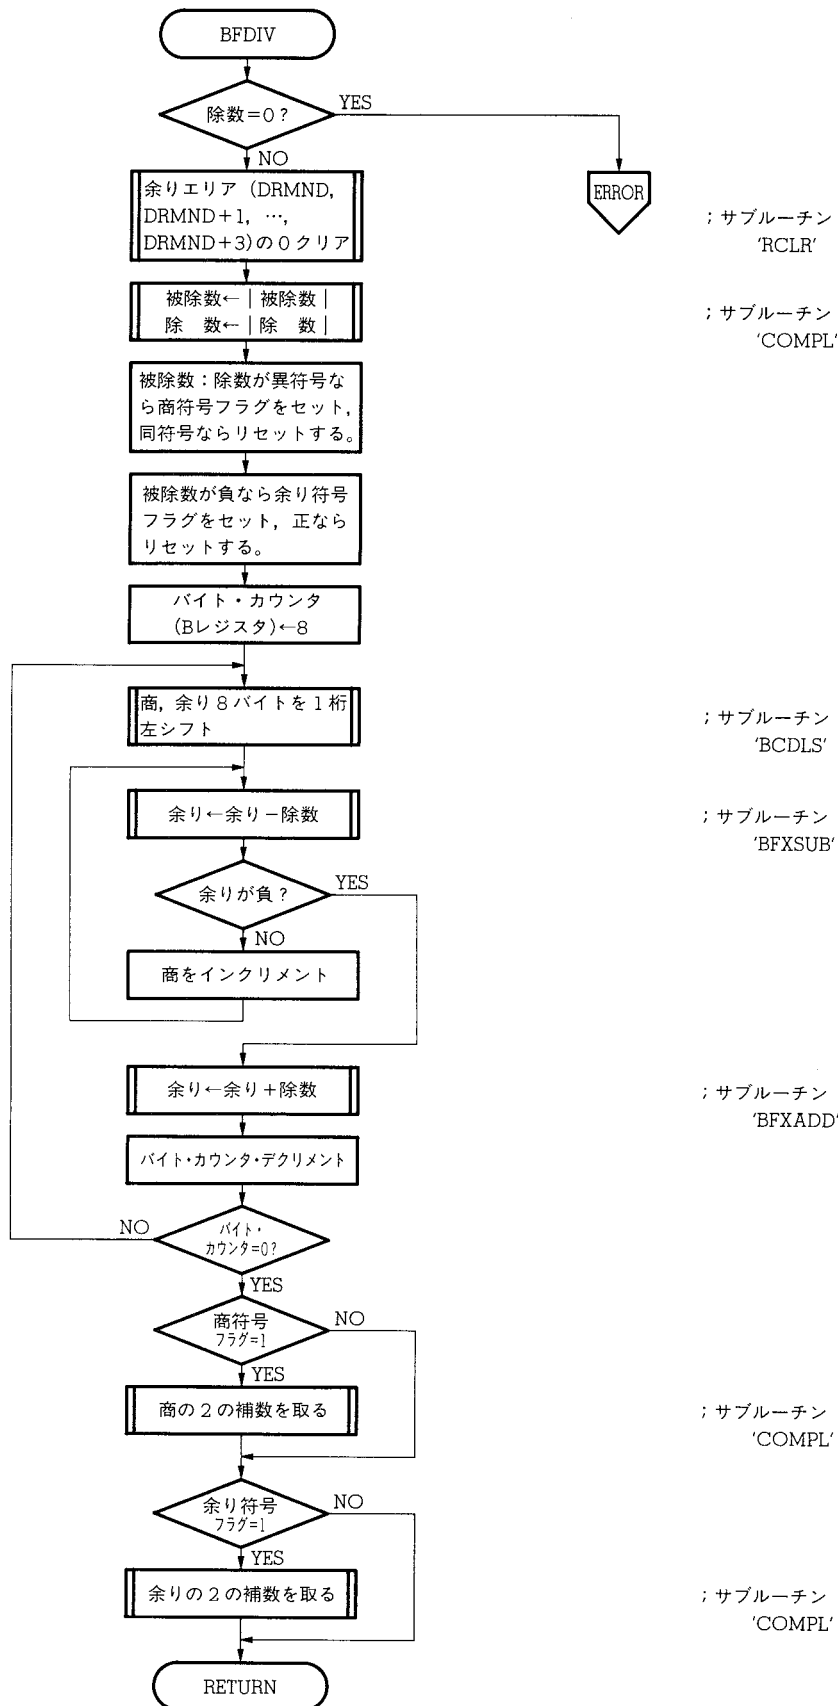 BFDIV
除数=0?
YES
NO
ERROR
余りエリア (DRMND,
DRMND+1, …,
DRMND+3)の0クリア
;サブルーチン
'RCLR'
被除数←|被除数|
除 数←|除 数|
;サブルーチン
'COMPL'
被除数:除数が異符号な
ら商符号フラグをセット,
同符号ならリセットする。
被除数が負なら余り符号
フラグをセット, 正なら
リセットする。
バイト・カウンタ
(Bレジスタ)←8
商, 余り8バイトを1桁
左シフト
;サブルーチン
'BCDLS'
余り←余り-除数
;サブルーチン
'BFXSUB'
余りが負?
YES
NO
商をインクリメント
余り←余り+除数
;サブルーチン
'BFXADD'
バイト・カウンタ・デクリメント
バイト・
カウンタ=0?
NO
YES
商符号
フラグ=1
NO
YES
商の2の補数を取る
;サブルーチン
'COMPL'
余り符号
フラグ=1
NO
YES
余りの2の補数を取る
;サブルーチン
'COMPL'
RETURN